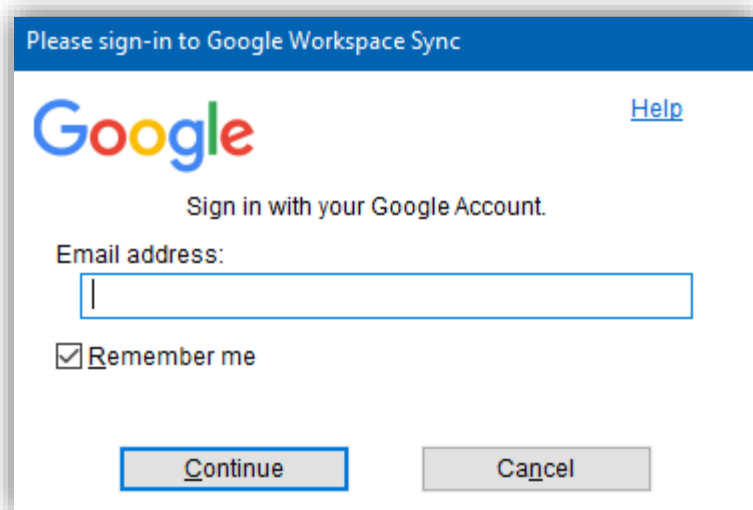 Please sign-in to Google Workspace Sync
Google
Help
Sign in with your Google Account.
Email address:
Remember me
Continue
Cancel